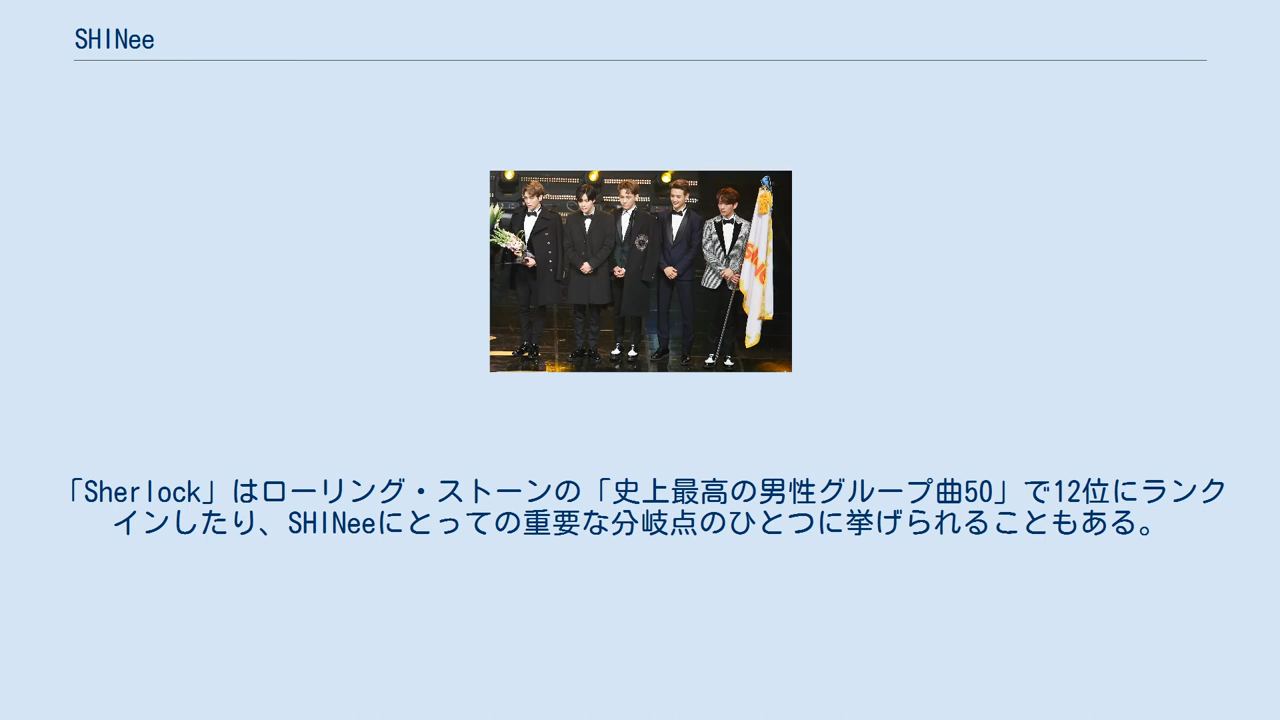 SHINee
「Sherlock」はローリング・ストーンの「史上最高の男性グループ曲50」で12位にランク
インしたり、SHINeeにとっての重要な分岐点のひとつに挙げられることもある。